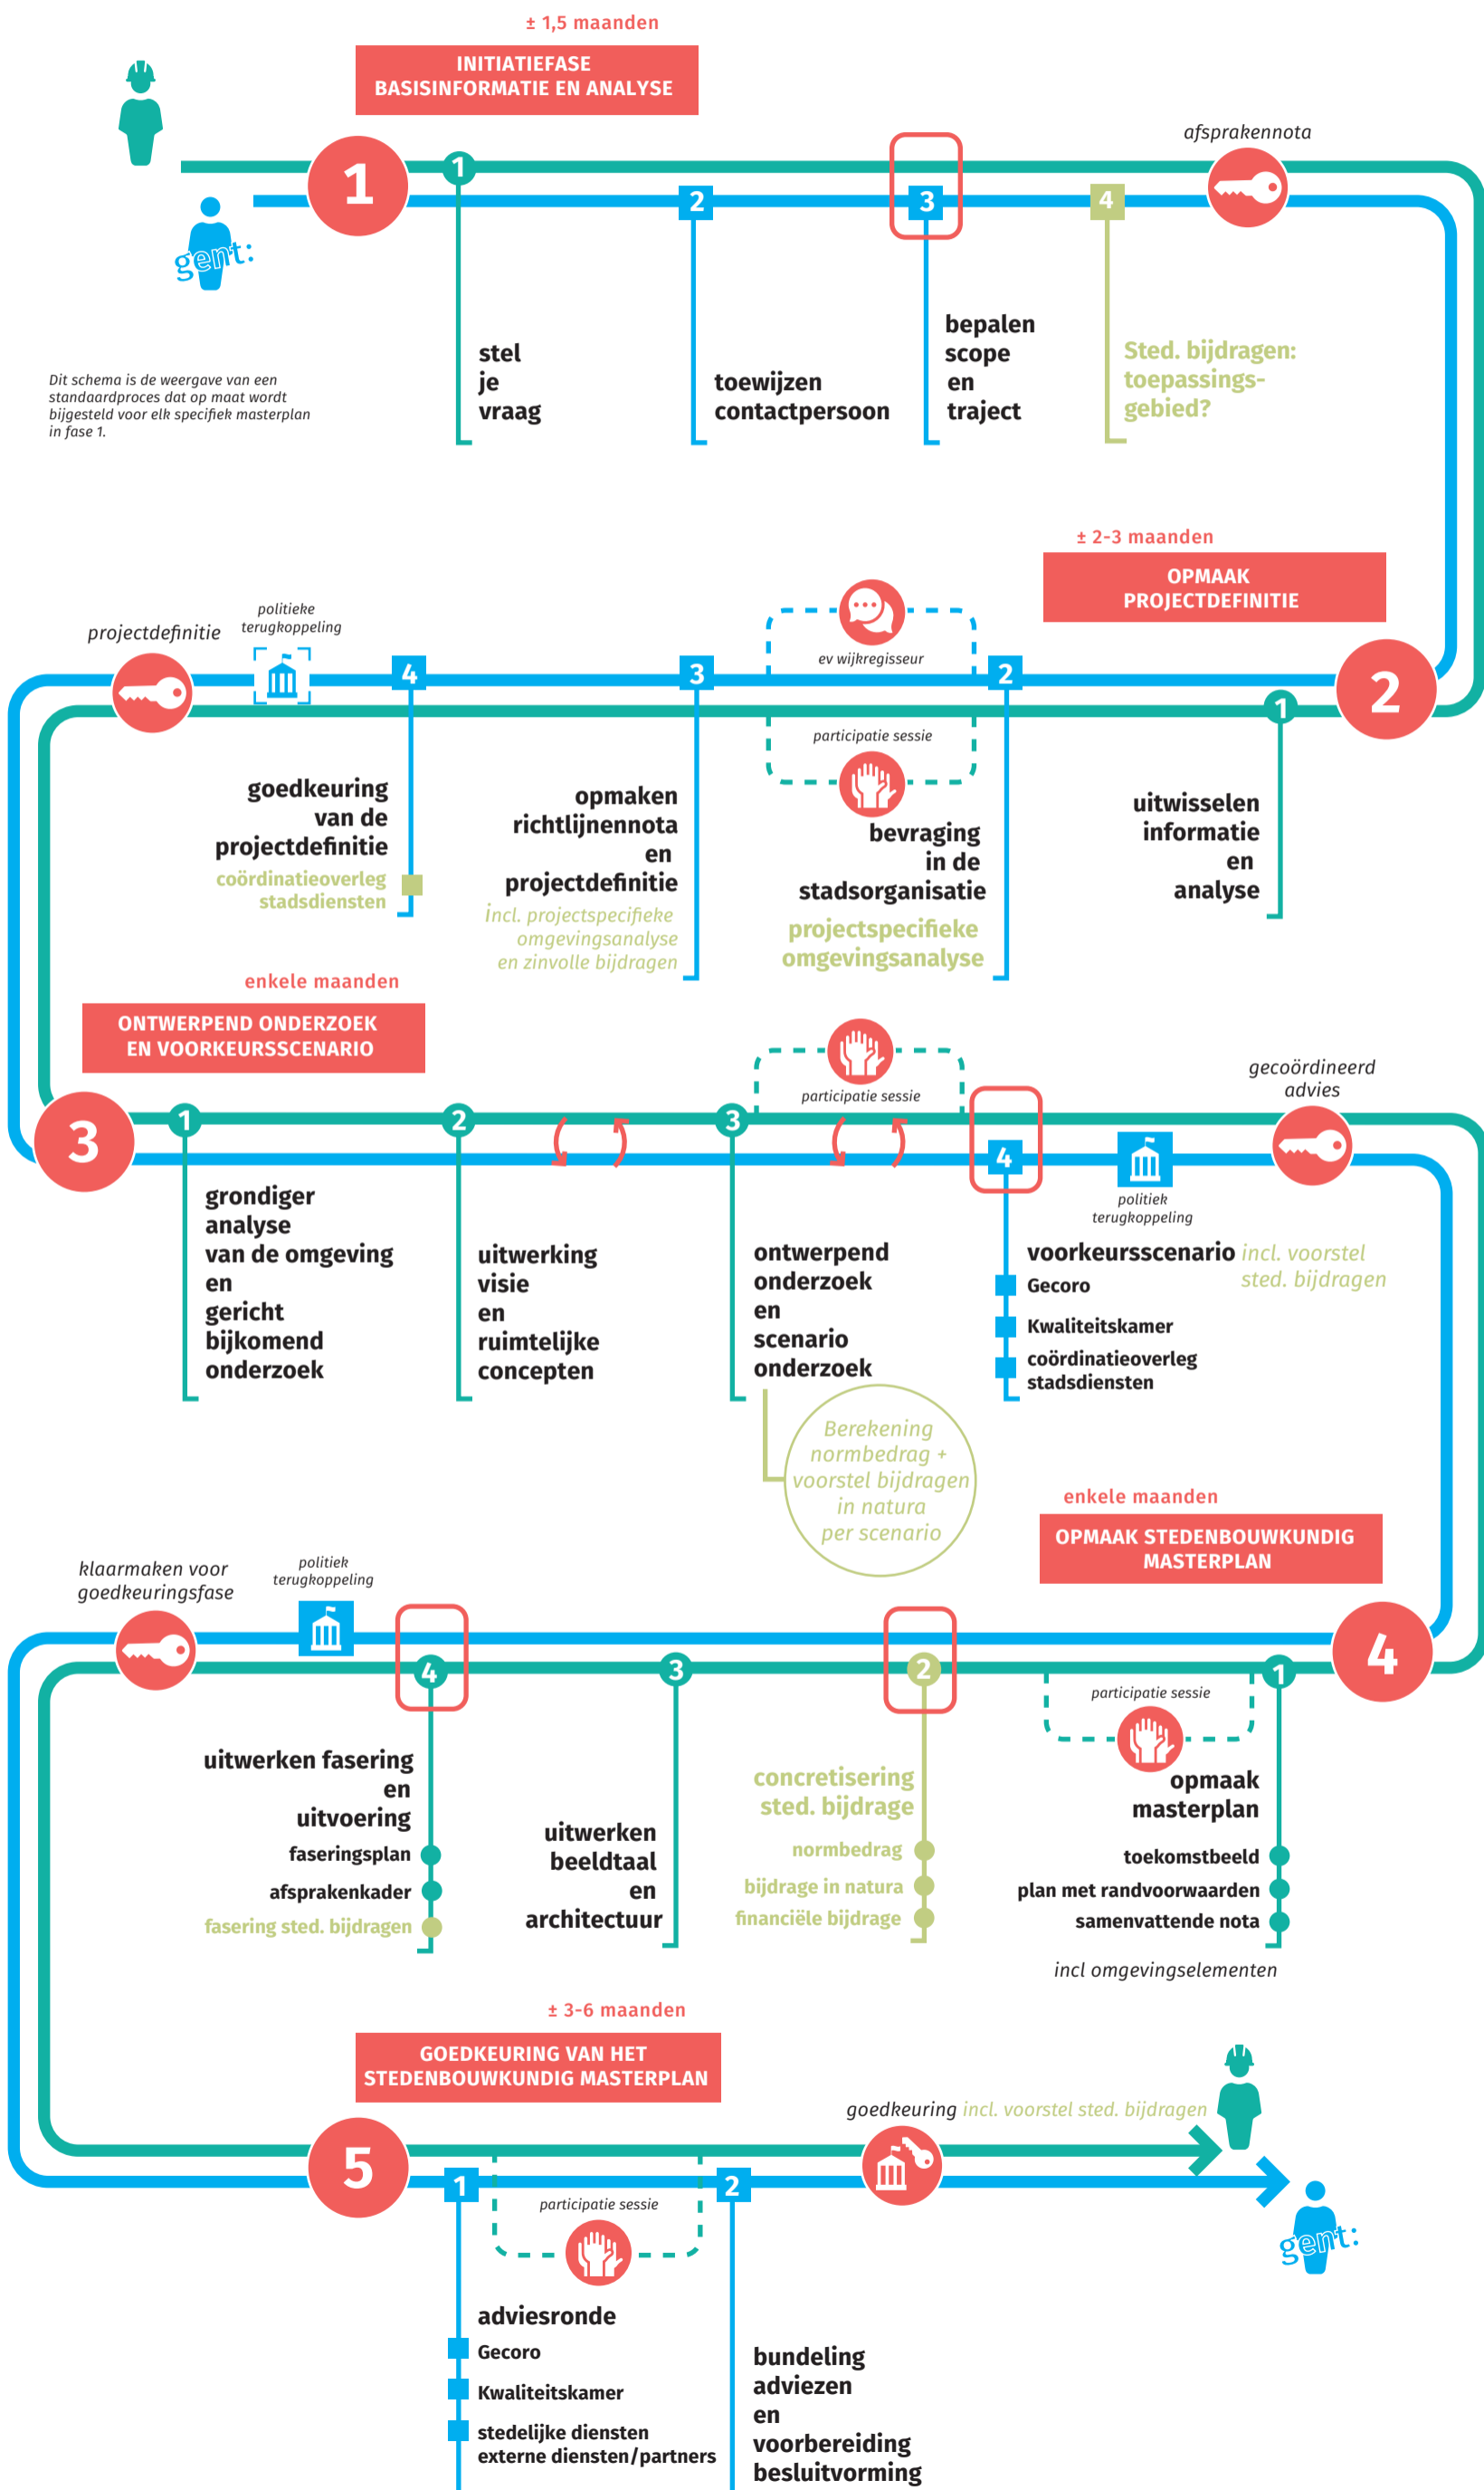 ± 1,5 maanden
INITIATIEFASE
BASISINFORMATIE EN ANALYSE
afsprakennota
1
1
2
3
4
gent:
stel
je
vraag
toewijzen
contactpersoon
bepalen
scope
en
traject
Sted. bijdragen:
toepassings-
gebied?
Dit schema is de weergave van een
standaardproces dat op maat wordt
bijgesteld voor elk specifiek masterplan
in fase 1.
± 2-3 maanden
OPMAAK
PROJECTDEFINITIE
2
1
uitwisselen
informatie
en
analyse
2
ev wijkregisseur
participatie sessie
bevraging
in de
stadsorganisatie
projectspecifieke
omgevingsanalyse
3
opmaken
richtlijnennota
en
projectdefinitie
incl. projectspecifieke
omgevingsanalyse
en zinvolle bijdragen
4
goedkeuring
van de
projectdefinitie
coördinatieoverleg
stadsdiensten
politieke
terugkoppeling
projectdefinitie
enkele maanden
ONTWERPEND ONDERZOEK
EN VOORKEURSSCENARIO
3
1
grondiger
analyse
van de omgeving
en
gericht
bijkomend
onderzoek
2
uitwerking
visie
en
ruimtelijke
concepten
3
participatie sessie
ontwerpend
onderzoek
en
scenario
onderzoek
Berekening
normbedrag +
voorstel bijdragen
in natura
per scenario
4
voorkeursscenario incl. voorstel
sted. bijdragen
Gecoro
Kwaliteitskamer
coördinatieoverleg
stadsdiensten
politiek
terugkoppeling
gecoördineerd
advies
enkele maanden
OPMAAK STEDENBOUWKUNDIG
MASTERPLAN
4
1
participatie sessie
opmaak
masterplan
toekomstbeeld
plan met randvoorwaarden
samenvattende nota
incl omgevingselementen
2
concretisering
sted. bijdrage
normbedrag
bijdrage in natura
financiële bijdrage
3
uitwerken
beeldtaal
en
architectuur
4
uitwerken fasering
en
uitvoering
faseringsplan
afsprakenkader
fasering sted. bijdragen
politiek
terugkoppeling
klaarmaken voor
goedkeuringsfase
± 3-6 maanden
GOEDKEURING VAN HET
STEDENBOUWKUNDIG MASTERPLAN
5
1
participatie sessie
adviesronde
Gecoro
Kwaliteitskamer
stedelijke diensten
externe diensten/partners
2
bundeling
adviezen
en
voorbereiding
besluitvorming
goedkeuring incl. voorstel sted. bijdragen
gent: